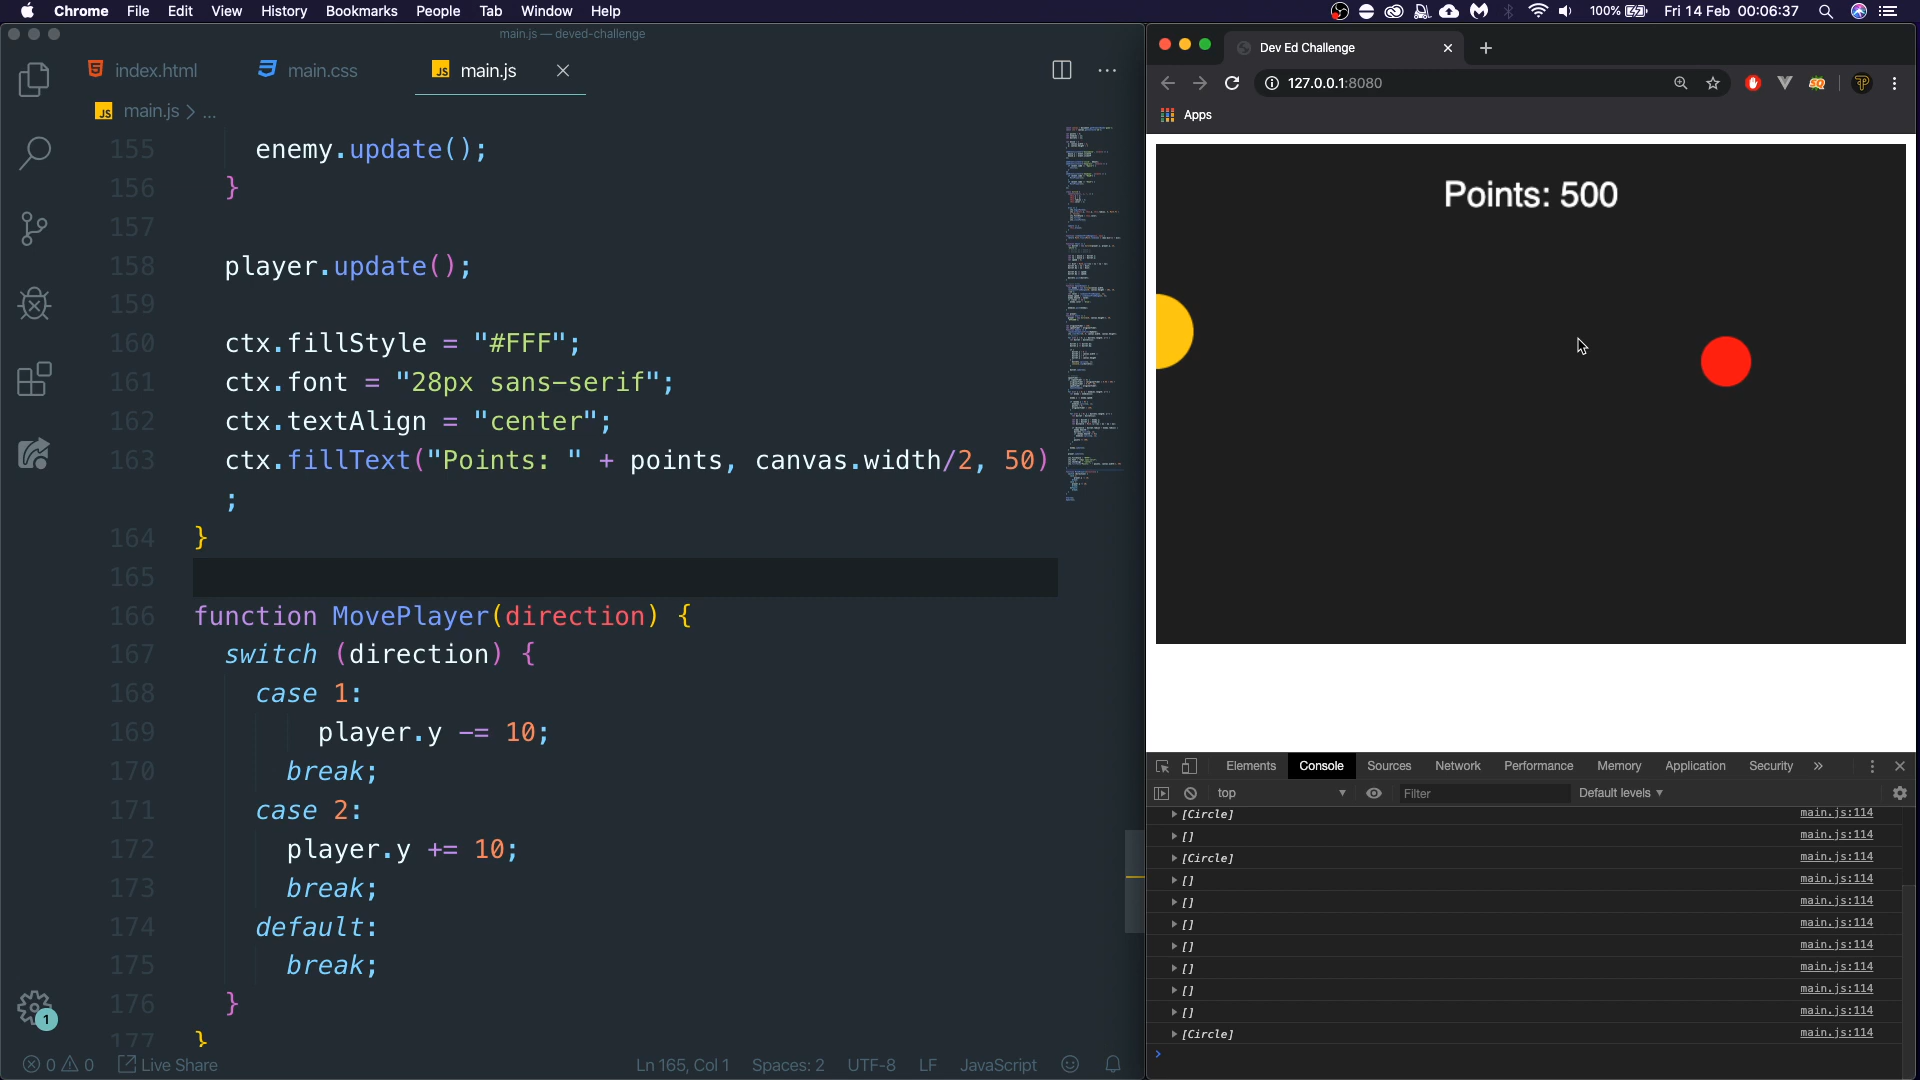 Chrome File Edit View History Bookmarks People Tab Window Help 100% Fri 14 Feb 00:06:37
main.js — deved-challenge
index.html main.css JS main.js
JS main.js > ...
155 enemy.update();
156 }
157
158 player.update();
159
160 ctx.fillStyle = "#FFF";
161 ctx.font = "28px sans-serif";
162 ctx.textAlign = "center";
163 ctx.fillText("Points: " + points, canvas.width/2, 50)
;
164 }
165
166 function MovePlayer(direction) {
167 switch (direction) {
168 case 1:
169 player.y -= 10;
170 break;
171 case 2:
172 player.y += 10;
173 break;
174 default:
175 break;
176 }
177 }
1
0 0 Live Share Ln 165, Col 1 Spaces: 2 UTF-8 LF JavaScript
Dev Ed Challenge
127.0.0.1:8080
Apps
Points: 500
Elements Console Sources Network Performance Memory Application Security »
top Filter Default levels
[Circle] main.js:114
[] main.js:114
[Circle] main.js:114
[] main.js:114
[] main.js:114
[] main.js:114
[] main.js:114
[] main.js:114
[] main.js:114
[] main.js:114
[Circle] main.js:114
>